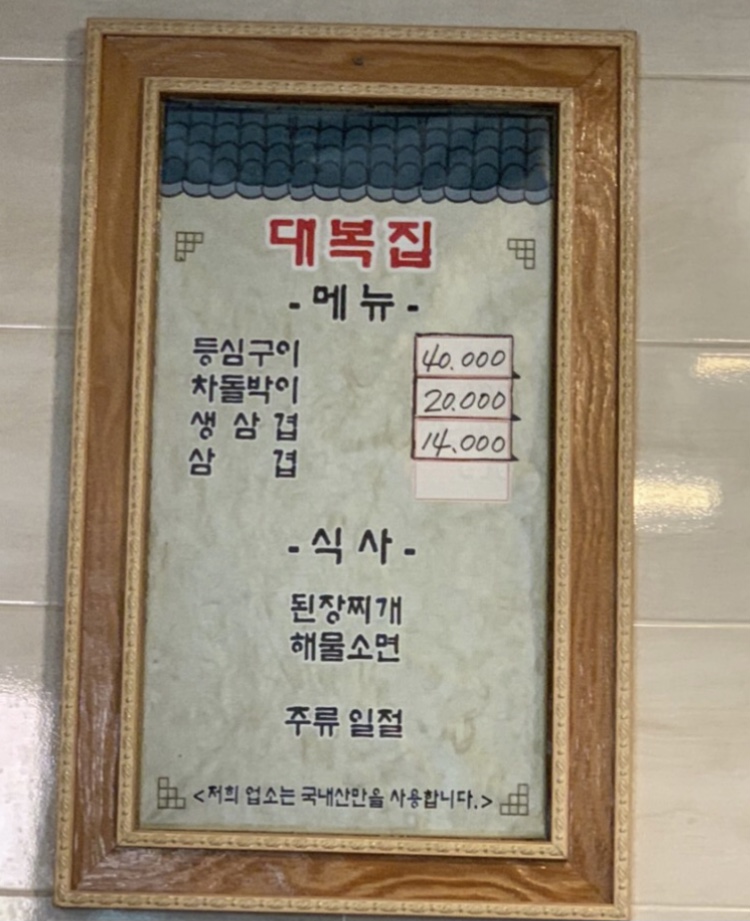 대복집
- 메뉴 -
등심구이 40.000
차돌박이 20.000
생 삼 겹 14.000
삼 겹
- 식 사 -
된장찌개
해물소면
주류 일절
<저희 업소는 국내산만을 사용합니다.>